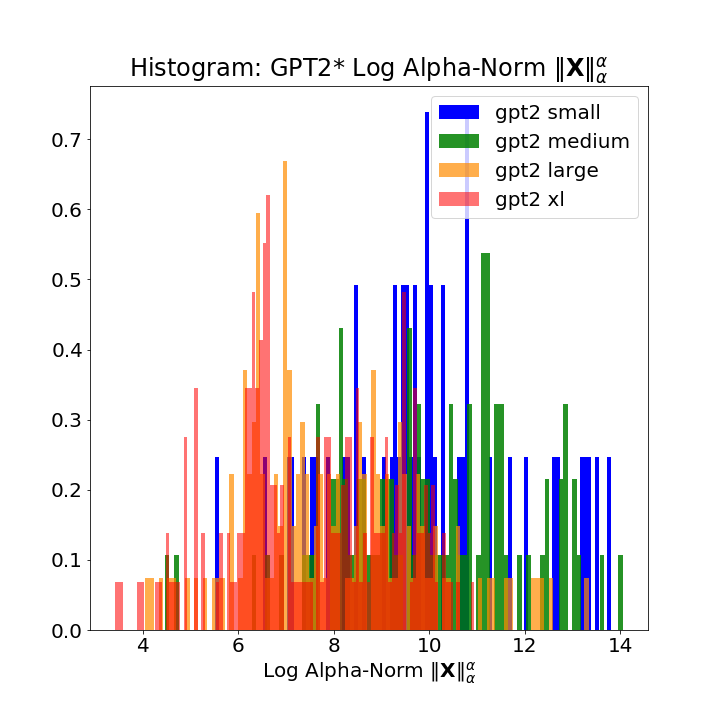 Histogram: GPT2* Log Alpha-Norm ‖X‖αα
gpt2 small
gpt2 medium
gpt2 large
gpt2 xl
0.7
0.6
0.5
0.4
0.3
0.2
0.1
0.0
4 6 8 10 12 14
Log Alpha-Norm ‖X‖αα